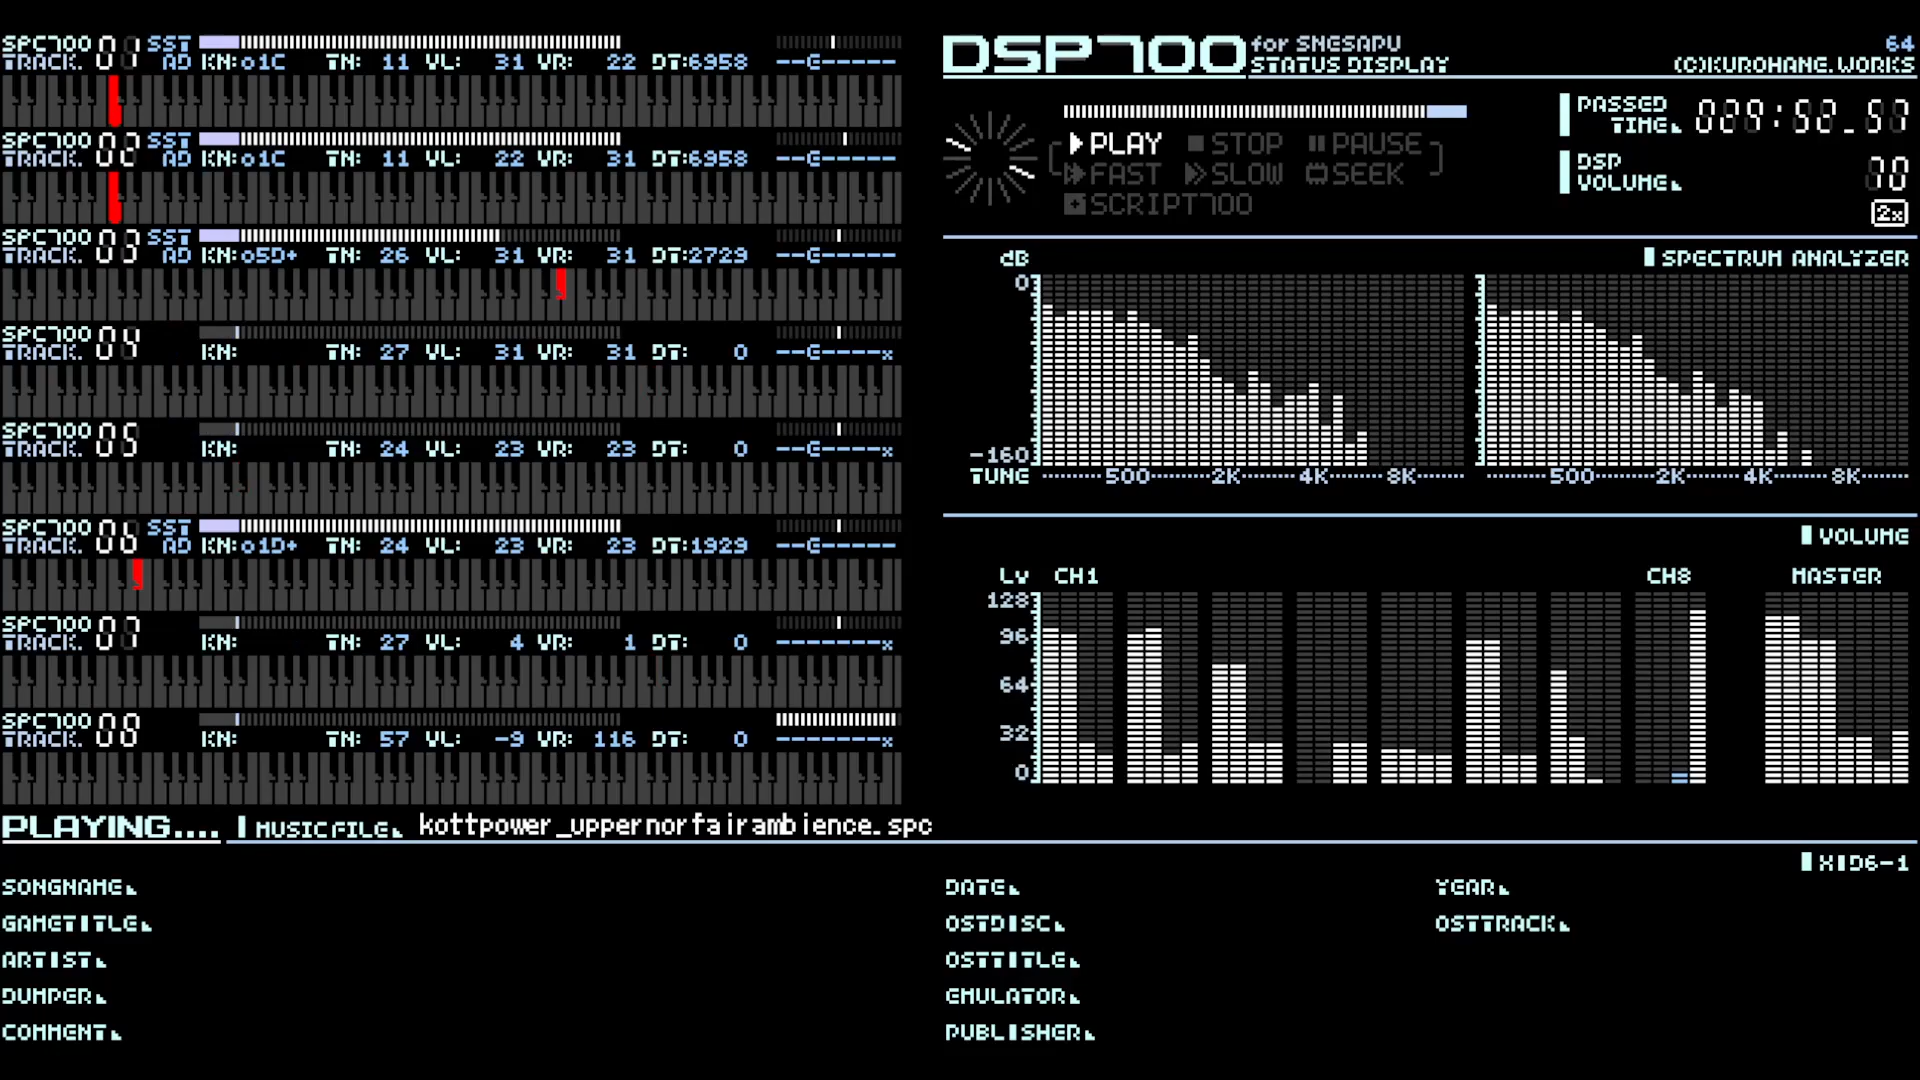 SPC700 TRACK. 01 SST AD KN:o1C TN: 11 VL: 31 VR: 22 DT:6958 --E-----
SPC700 TRACK. 02 SST AD KN:o1C TN: 11 VL: 22 VR: 31 DT:6958 --E-----
SPC700 TRACK. 03 SST AD KN:o5D+ TN: 26 VL: 31 VR: 31 DT:2729 --E-----
SPC700 TRACK. 04 KN: TN: 27 VL: 31 VR: 31 DT: 0 --E----x
SPC700 TRACK. 05 KN: TN: 24 VL: 23 VR: 23 DT: 0 --E----x
SPC700 TRACK. 06 SST AD KN:o1D+ TN: 24 VL: 23 VR: 23 DT:1929 --E-----
SPC700 TRACK. 07 KN: TN: 27 VL: 4 VR: 1 DT: 0 -------x
SPC700 TRACK. 08 KN: TN: 57 VL: -9 VR: 116 DT: 0 -------x
PLAYING.... MUSICFILE. kottpower_uppernorfairambience.spc
DSP700 for SNESAPU
STATUS DISPLAY
64
(C)KUROHANE.WORKS
PLAY STOP PAUSE
FAST SLOW SEEK
SCRIPT700
PASSED TIME.
DSP VOLUME. 10
2x
SPECTRUM ANALYZER
dB
0
-160
TUNE 500 2K 4K 8K 500 2K 4K 8K
VOLUME
Lv CH1 CH8 MASTER
128
96
64
32
0
XID6-1
SONGNAME.
GAMETITLE.
ARTIST.
DUMPER.
COMMENT.
DATE.
OSTDISC.
OSTTITLE.
EMULATOR.
PUBLISHER.
YEAR.
OSTTRACK.